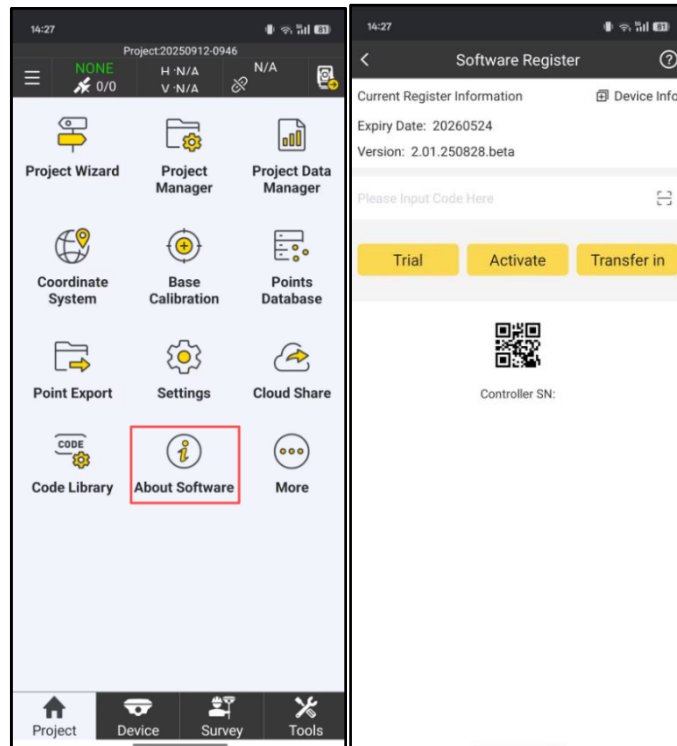 14:27
81
Project:20250912-0946
NONE
0/0
H :N/A
V :N/A
N/A
Project Wizard
Project Manager
Project Data Manager
Coordinate System
Base Calibration
Points Database
Point Export
Settings
Cloud Share
CODE
Code Library
About Software
More
Project
Device
Survey
Tools
14:27
81
Software Register
Current Register Information
Device Info
Expiry Date: 20260524
Version: 2.01.250828.beta
Please Input Code Here
Trial
Activate
Transfer in
Controller SN: